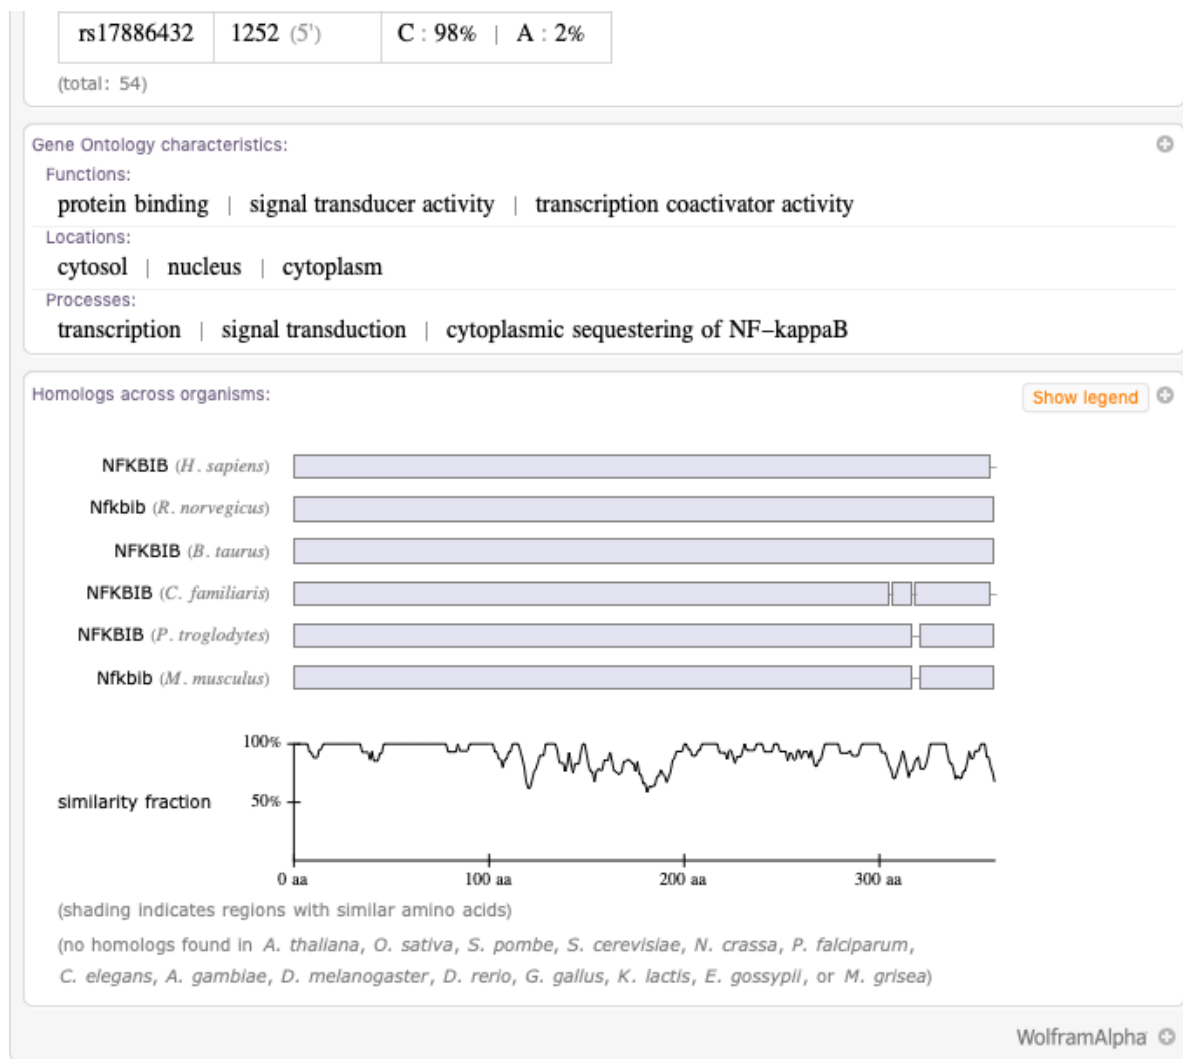 rs17886432 1252 (5') C : 98% | A : 2%
(total: 54)
Gene Ontology characteristics:
Functions:
protein binding | signal transducer activity | transcription coactivator activity
Locations:
cytosol | nucleus | cytoplasm
Processes:
transcription | signal transduction | cytoplasmic sequestering of NF-kappaB
Homologs across organisms:
Show legend
NFKBIB (H. sapiens)
Nfkbib (R. norvegicus)
NFKBIB (B. taurus)
NFKBIB (C. familiaris)
NFKBIB (P. troglodytes)
Nfkbib (M. musculus)
100%
similarity fraction 50%
0 aa 100 aa 200 aa 300 aa
(shading indicates regions with similar amino acids)
(no homologs found in A. thaliana, O. sativa, S. pombe, S. cerevisiae, N. crassa, P. falciparum,
C. elegans, A. gambiae, D. melanogaster, D. rerio, G. gallus, K. lactis, E. gossypii, or M. grisea)
WolframAlpha